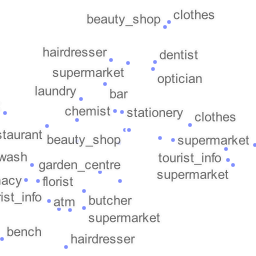 beauty_shop clothes
hairdresser
dentist
supermarket
optician
laundry
bar
chemist stationery
clothes
staurant
beauty_shop
supermarket
wash
tourist_info
garden_centre
supermarket
acy florist
ist_info
atm butcher
supermarket
bench
hairdresser